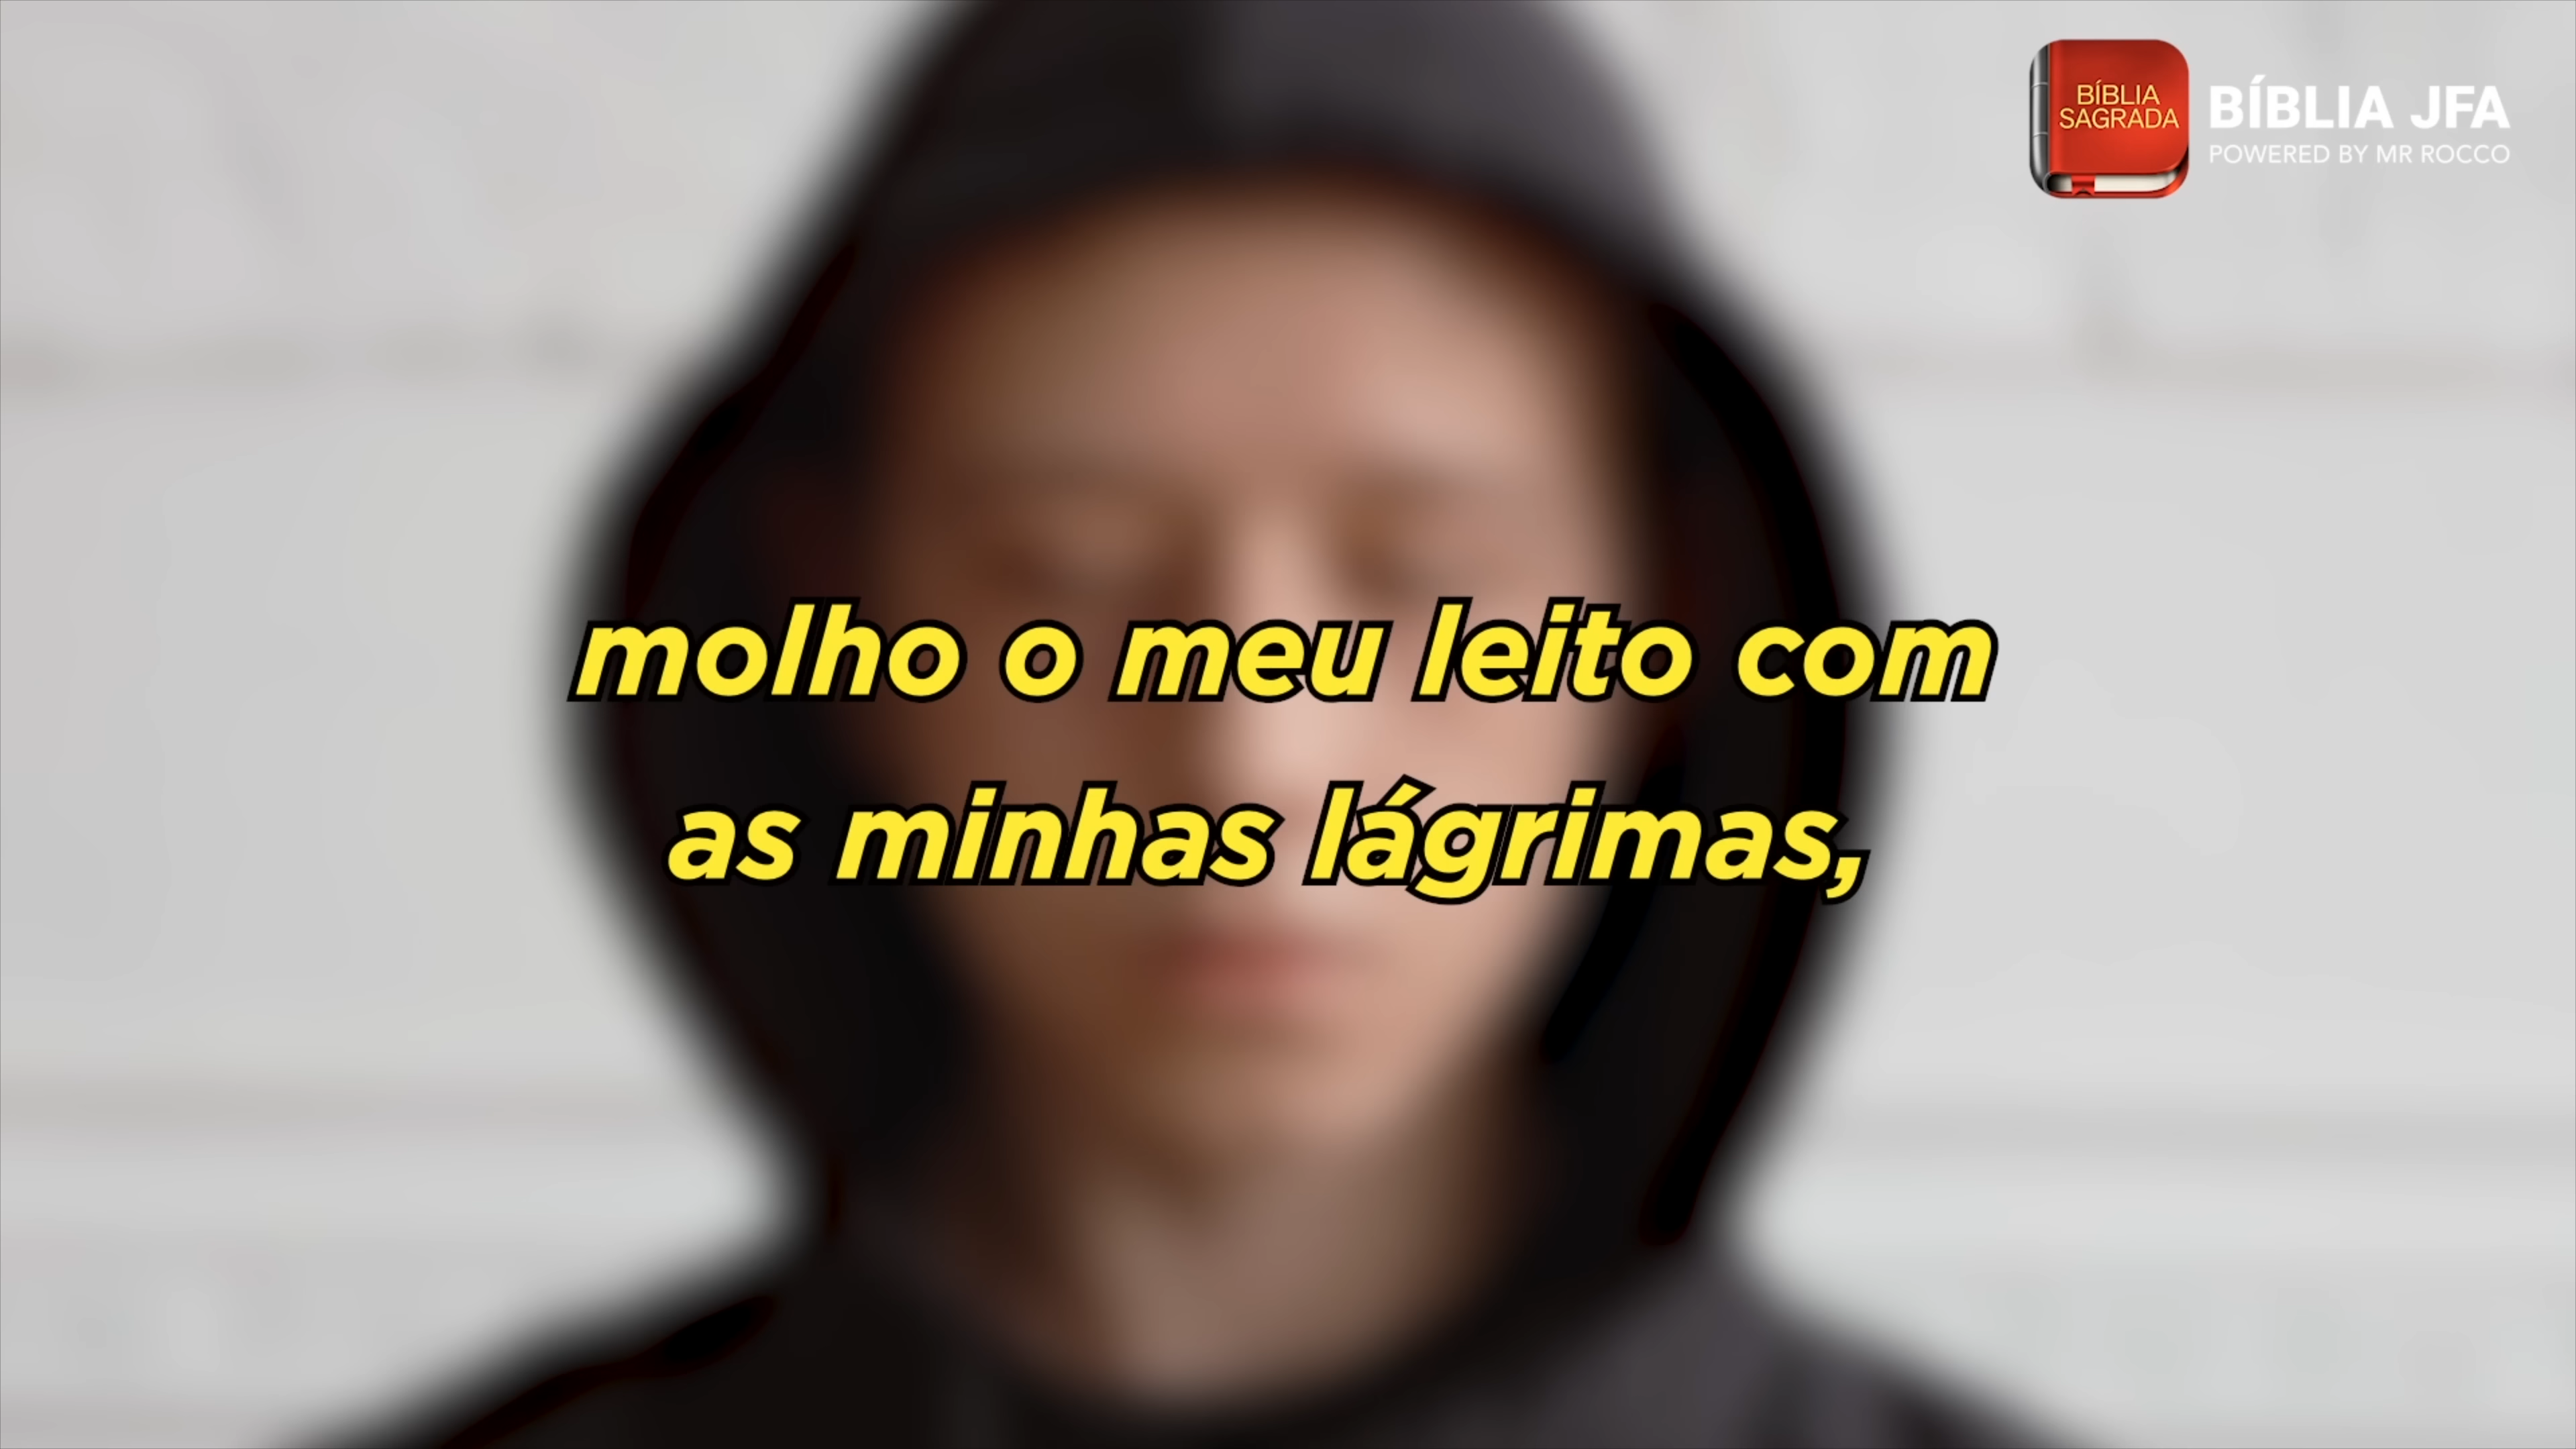 BÍBLIA
SAGRADA
BÍBLIA JFA
POWERED BY MR ROCCO
molho o meu leito com
as minhas lágrimas,